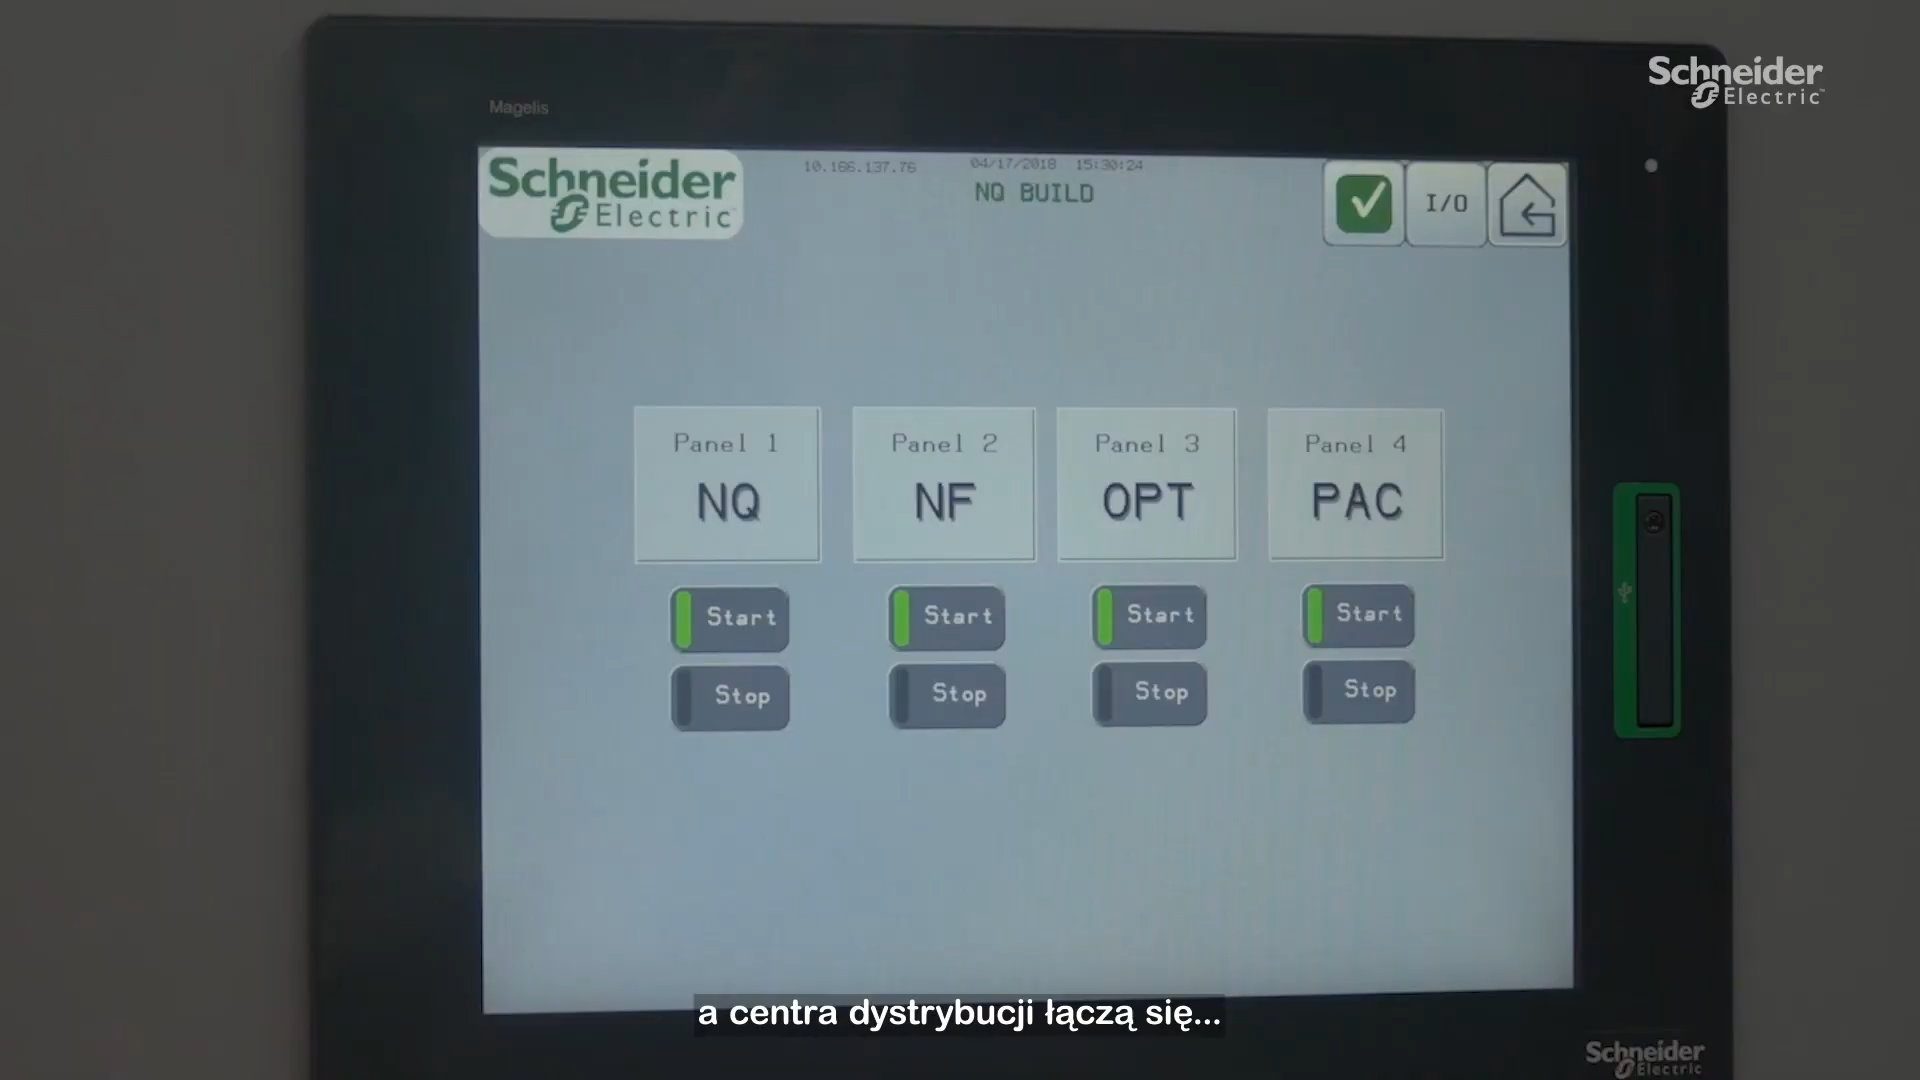 Schneider
Electric
Magelis
Schneider
Electric
10.166.137.76 04/17/2018 15:30:24
NQ BUILD
I/O
Panel 1
NQ
Panel 2
NF
Panel 3
OPT
Panel 4
PAC
Start
Start
Start
Start
Stop
Stop
Stop
Stop
a centra dystrybucji łączą się...
Schneider
Electric